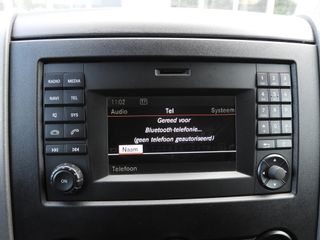 RADIO MEDIA
NAVI TEL
SYS
11:02
Audio Tel Systeem
Gereed voor
Bluetooth-telefonie...
(geen telefoon geautoriseerd)
Naam
Telefoon